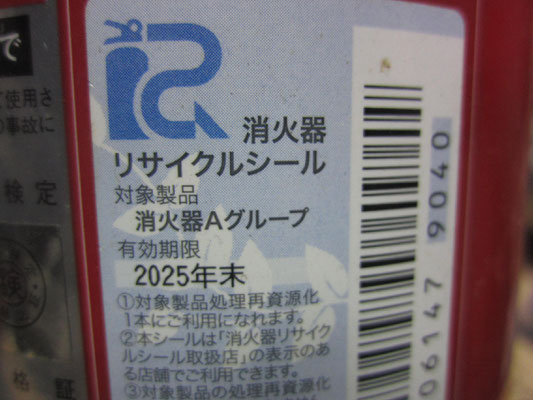 で
使用さ
事故に
検定
格 証
消火器
リサイクルシール
対象製品
消火器Aグループ
有効期限
2025年末
①対象製品処理再資源化
1本にご利用になれます。
②本シールは「消火器リサイク
ルシール取扱店」の表示のあ
る店舗でご利用できます。
③対象製品の処理再資源化
06147 9040